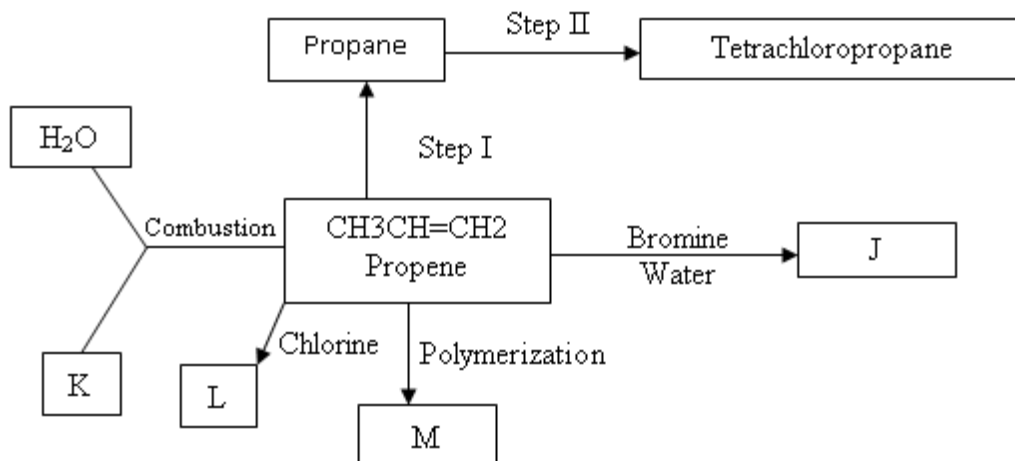 Propane
Step II
Tetrachloropropane
H₂O
Step I
Combustion
CH3CH=CH2
Propene
Bromine
Water
J
K
L
Chlorine
Polymerization
M